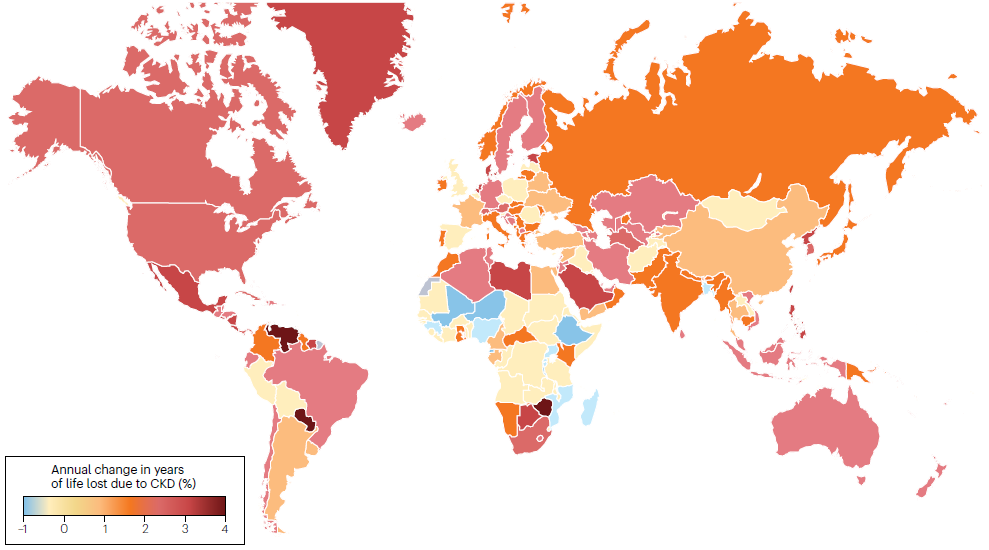 Annual change in years
of life lost due to CKD (%)
-1 0 1 2 3 4